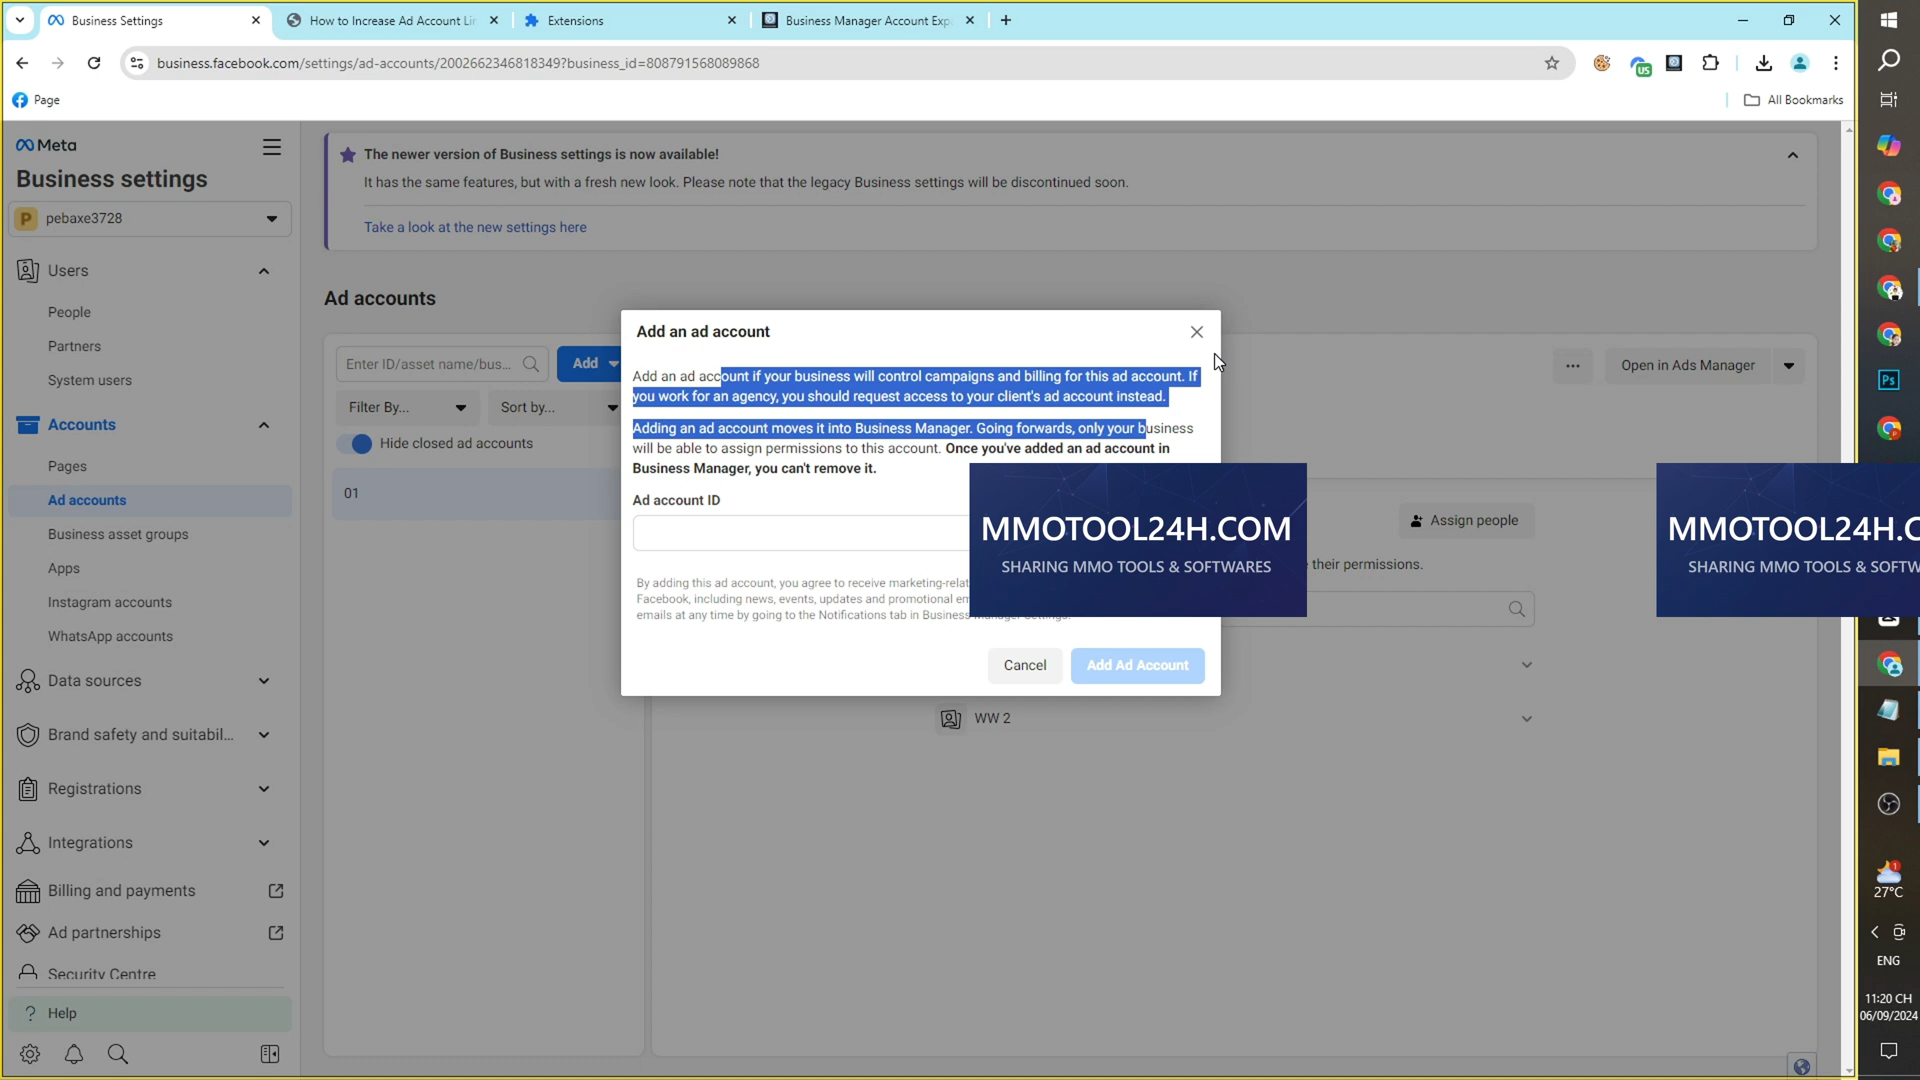 Business Settings
How to Increase Ad Account Li
Extensions
Business Manager Account Exp
business.facebook.com/settings/ad-accounts/2002662346818349?business_id=808791568089868
US
Page
All Bookmarks
Meta
Business settings
P pebaxe3728
Users
People
Partners
System users
Accounts
Pages
Ad accounts
Business asset groups
Apps
Instagram accounts
WhatsApp accounts
Data sources
Brand safety and suitabil...
Registrations
Integrations
Billing and payments
Ad partnerships
Security Centre
? Help
The newer version of Business settings is now available!
It has the same features, but with a fresh new look. Please note that the legacy Business settings will be discontinued soon.
Take a look at the new settings here
Ad accounts
Enter ID/asset name/bus...
Add
Filter By...
Sort by...
Hide closed ad accounts
01
Add an ad account
Add an ad account if your business will control campaigns and billing for this ad account. If
you work for an agency, you should request access to your client's ad account instead.
Adding an ad account moves it into Business Manager. Going forwards, only your business
will be able to assign permissions to this account. Once you've added an ad account in
Business Manager, you can't remove it.
Ad account ID
By adding this ad account, you agree to receive marketing-relat
Facebook, including news, events, updates and promotional em
emails at any time by going to the Notifications tab in Business Manager Settings.
Cancel
Add Ad Account
MMOTOOL24H.COM
SHARING MMO TOOLS & SOFTWARES
MMOTOOL24H.C
SHARING MMO TOOLS & SOFTW
Open in Ads Manager
Assign people
their permissions.
WW 2
Ps
1
27°C
ENG
11:20 CH
06/09/2024